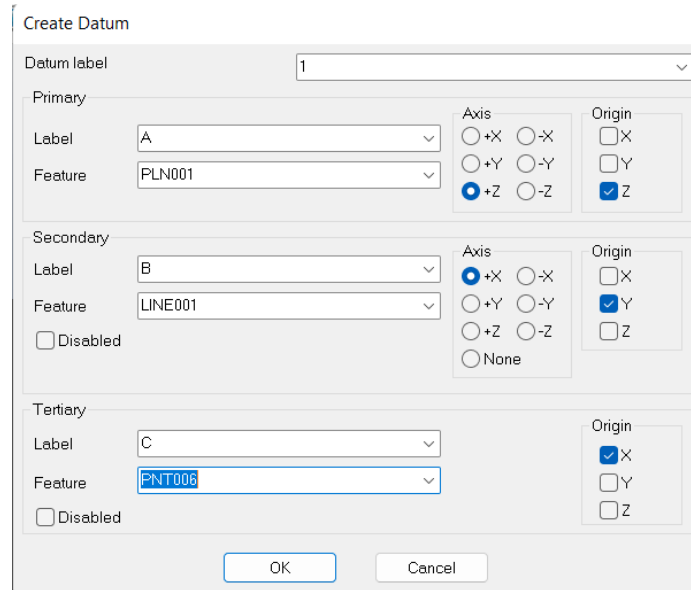 Create Datum
Datum label 1
Primary
Label A
Feature PLN001
Axis
+X -X
+Y -Y
+Z -Z
Origin
X
Y
Z
Secondary
Label B
Feature LINE001
Disabled
Axis
+X -X
+Y -Y
+Z -Z
None
Origin
X
Y
Z
Tertiary
Label C
Feature PNT006
Disabled
Origin
X
Y
Z
OK Cancel